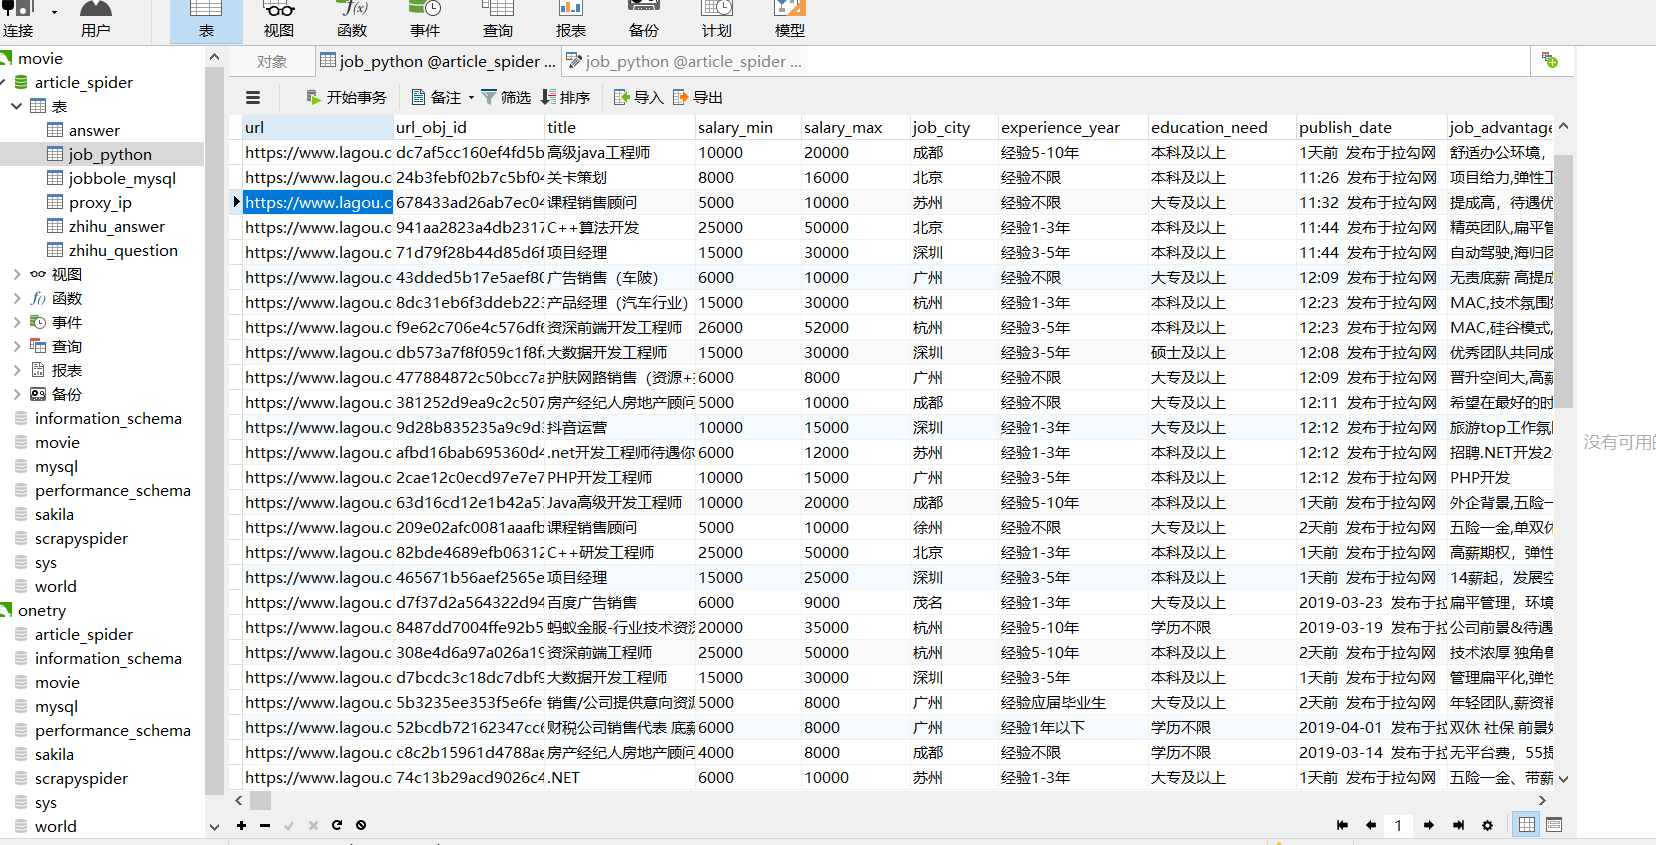 连接 用户 表 视图 函数 事件 查询 报表 备份 计划 模型
movie
article_spider
表
answer
job_python
jobbole_mysql
proxy_ip
zhihu_answer
zhihu_question
视图
函数
事件
查询
报表
备份
information_schema
movie
mysql
performance_schema
sakila
scrapyspider
sys
world
onetry
article_spider
information_schema
movie
mysql
performance_schema
sakila
scrapyspider
sys
world
对象 job_python @article_spider ... job_python @article_spider ...
开始事务 备注 筛选 排序 导入 导出
url url_obj_id title salary_min salary_max job_city experience_year education_need publish_date job_advantage
https://www.lagou.c dc7af5cc160ef4fd5b 高级java工程师 10000 20000 成都 经验5-10年 本科及以上 1天前 发布于拉勾网 舒适办公环境，
https://www.lagou.c 24b3febf02b7c5bf04 关卡策划 8000 16000 北京 经验不限 本科及以上 11:26 发布于拉勾网 项目给力,弹性工
https://www.lagou.c 678433ad26ab7ec04 课程销售顾问 5000 10000 苏州 经验不限 大专及以上 11:32 发布于拉勾网 提成高，待遇优
https://www.lagou.c 941aa2823a4db2317 C++算法开发 25000 50000 北京 经验1-3年 本科及以上 11:44 发布于拉勾网 精英团队,扁平管
https://www.lagou.c 71d79f28b44d85d6f 项目经理 15000 30000 深圳 经验3-5年 本科及以上 11:44 发布于拉勾网 自动驾驶,海归团
https://www.lagou.c 43dded5b17e5aef80 广告销售（车陂） 6000 10000 广州 经验不限 大专及以上 12:09 发布于拉勾网 无责底薪 高提成
https://www.lagou.c 8dc31eb6f3ddeb223 产品经理（汽车行业） 15000 30000 杭州 经验1-3年 本科及以上 12:23 发布于拉勾网 MAC,技术氛围
https://www.lagou.c f9e62c706e4c576df6 资深前端开发工程师 26000 52000 杭州 经验3-5年 本科及以上 12:23 发布于拉勾网 MAC,硅谷模式,
https://www.lagou.c db573a7f8f059c1f8f 大数据开发工程师 15000 30000 深圳 经验3-5年 硕士及以上 12:08 发布于拉勾网 优秀团队共同成
https://www.lagou.c 477884872c50bcc7a 护肤网路销售（资源+ 6000 8000 广州 经验不限 大专及以上 12:09 发布于拉勾网 晋升空间大,高薪
https://www.lagou.c 381252d9ea9c2c507 房产经纪人房地产顾问 5000 10000 成都 经验不限 大专及以上 12:11 发布于拉勾网 希望在最好的时
https://www.lagou.c 9d28b835235a9c9d 抖音运营 10000 15000 深圳 经验1-3年 大专及以上 12:12 发布于拉勾网 旅游top工作氛
https://www.lagou.c afbd16bab695360d4 .net开发工程师待遇你 6000 12000 苏州 经验1-3年 大专及以上 12:12 发布于拉勾网 招聘.NET开发2
https://www.lagou.c 2cae12c0ecd97e7e7 PHP开发工程师 10000 15000 广州 经验3-5年 本科及以上 12:12 发布于拉勾网 PHP开发
https://www.lagou.c 63d16cd12e1b42a57 Java高级开发工程师 10000 20000 成都 经验5-10年 本科及以上 1天前 发布于拉勾网 外企背景,五险一
https://www.lagou.c 209e02afc0081aaafb 课程销售顾问 5000 10000 徐州 经验不限 大专及以上 2天前 发布于拉勾网 五险一金,单双休
https://www.lagou.c 82bde4689efb06312 C++研发工程师 25000 50000 北京 经验1-3年 本科及以上 1天前 发布于拉勾网 高薪期权，弹性
https://www.lagou.c 465671b56aef2565e 项目经理 15000 25000 深圳 经验3-5年 本科及以上 1天前 发布于拉勾网 14薪起，发展空
https://www.lagou.c d7f37d2a564322d94 百度广告销售 6000 9000 茂名 经验1-3年 大专及以上 2019-03-23 发布于拉 扁平管理，环境
https://www.lagou.c 8487dd7004ffe92b5 蚂蚁金服-行业技术资深 20000 35000 杭州 经验5-10年 学历不限 2019-03-19 发布于拉 公司前景&待遇
https://www.lagou.c 308e4d6a97a026a19 资深前端工程师 25000 50000 杭州 经验5-10年 本科及以上 2天前 发布于拉勾网 技术浓厚 独角兽
https://www.lagou.c d7bcdc3c18dc7dbf9 大数据开发工程师 15000 30000 深圳 经验3-5年 本科及以上 1天前 发布于拉勾网 管理扁平化,弹性
https://www.lagou.c 5b3235ee353f5e6fe 销售/公司提供意向资源 5000 8000 广州 经验应届毕业生 大专及以上 2天前 发布于拉勾网 年轻团队,薪资福
https://www.lagou.c 52bcdb72162347cc6 财税公司销售代表 底薪 6000 8000 广州 经验1年以下 学历不限 2019-04-01 发布于拉 双休 社保 前景
https://www.lagou.c c8c2b15961d4788ae 房产经纪人房地产顾问 4000 8000 成都 经验不限 学历不限 2019-03-14 发布于拉 无平台费，55提
https://www.lagou.c 74c13b29acd9026c4 .NET 6000 10000 苏州 经验1-3年 大专及以上 1天前 发布于拉勾网 五险一金、带薪
没有可用的
1